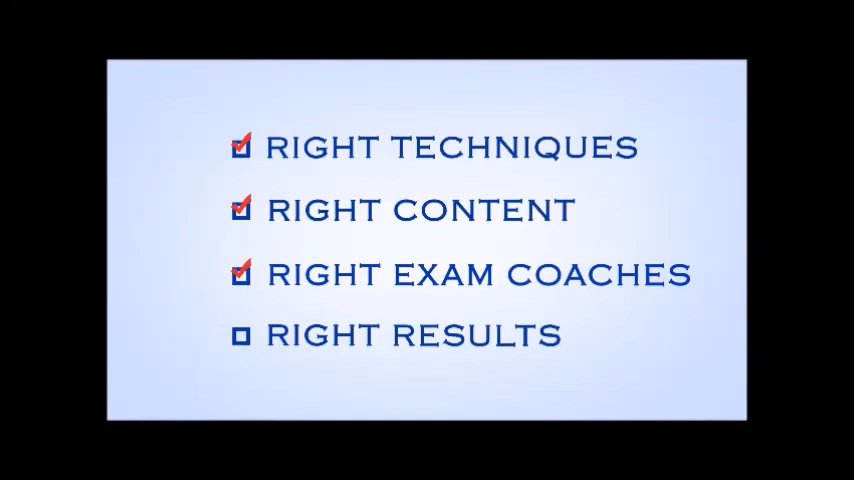 RIGHT TECHNIQUES
RIGHT CONTENT
RIGHT EXAM COACHES
RIGHT RESULTS